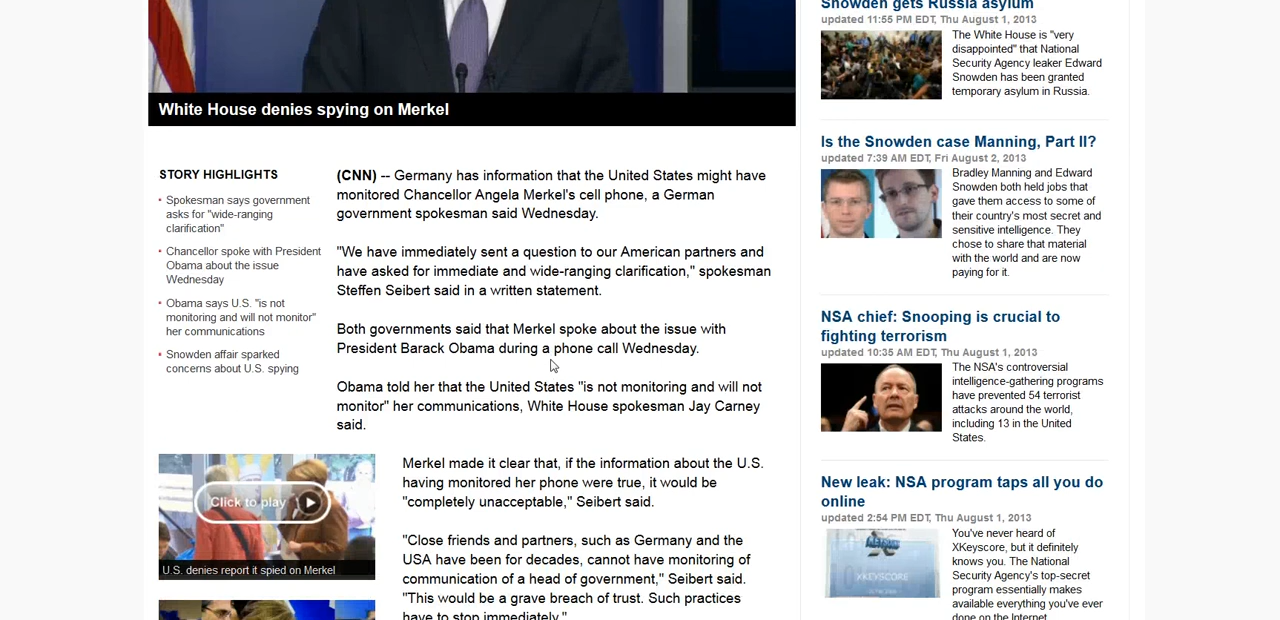 White House denies spying on Merkel
STORY HIGHLIGHTS
Spokesman says government
asks for "wide-ranging
clarification"
Chancellor spoke with President
Obama about the issue
Wednesday
Obama says U.S. "is not
monitoring and will not monitor"
her communications
Snowden affair sparked
concerns about U.S. spying
Click to play
U.S. denies report it spied on Merkel
(CNN) -- Germany has information that the United States might have
monitored Chancellor Angela Merkel's cell phone, a German
government spokesman said Wednesday.
"We have immediately sent a question to our American partners and
have asked for immediate and wide-ranging clarification," spokesman
Steffen Seibert said in a written statement.
Both governments said that Merkel spoke about the issue with
President Barack Obama during a phone call Wednesday.
Obama told her that the United States "is not monitoring and will not
monitor" her communications, White House spokesman Jay Carney
said.
Merkel made it clear that, if the information about the U.S.
having monitored her phone were true, it would be
"completely unacceptable," Seibert said.
"Close friends and partners, such as Germany and the
USA have been for decades, cannot have monitoring of
communication of a head of government," Seibert said.
"This would be a grave breach of trust. Such practices
have to stop immediately."
Snowden gets Russia asylum
updated 11:55 PM EDT, Thu August 1, 2013
The White House is "very
disappointed" that National
Security Agency leaker Edward
Snowden has been granted
temporary asylum in Russia.
Is the Snowden case Manning, Part II?
updated 7:39 AM EDT, Fri August 2, 2013
Bradley Manning and Edward
Snowden both held jobs that
gave them access to some of
their country's most secret and
sensitive intelligence. They
chose to share that material
with the world and are now
paying for it.
NSA chief: Snooping is crucial to
fighting terrorism
updated 10:35 AM EDT, Thu August 1, 2013
The NSA's controversial
intelligence-gathering programs
have prevented 54 terrorist
attacks around the world,
including 13 in the United
States.
New leak: NSA program taps all you do
online
updated 2:54 PM EDT, Thu August 1, 2013
XKEYSCORE
You've never heard of
XKeyscore, but it definitely
knows you. The National
Security Agency's top-secret
program essentially makes
available everything you've ever
done on the Internet.